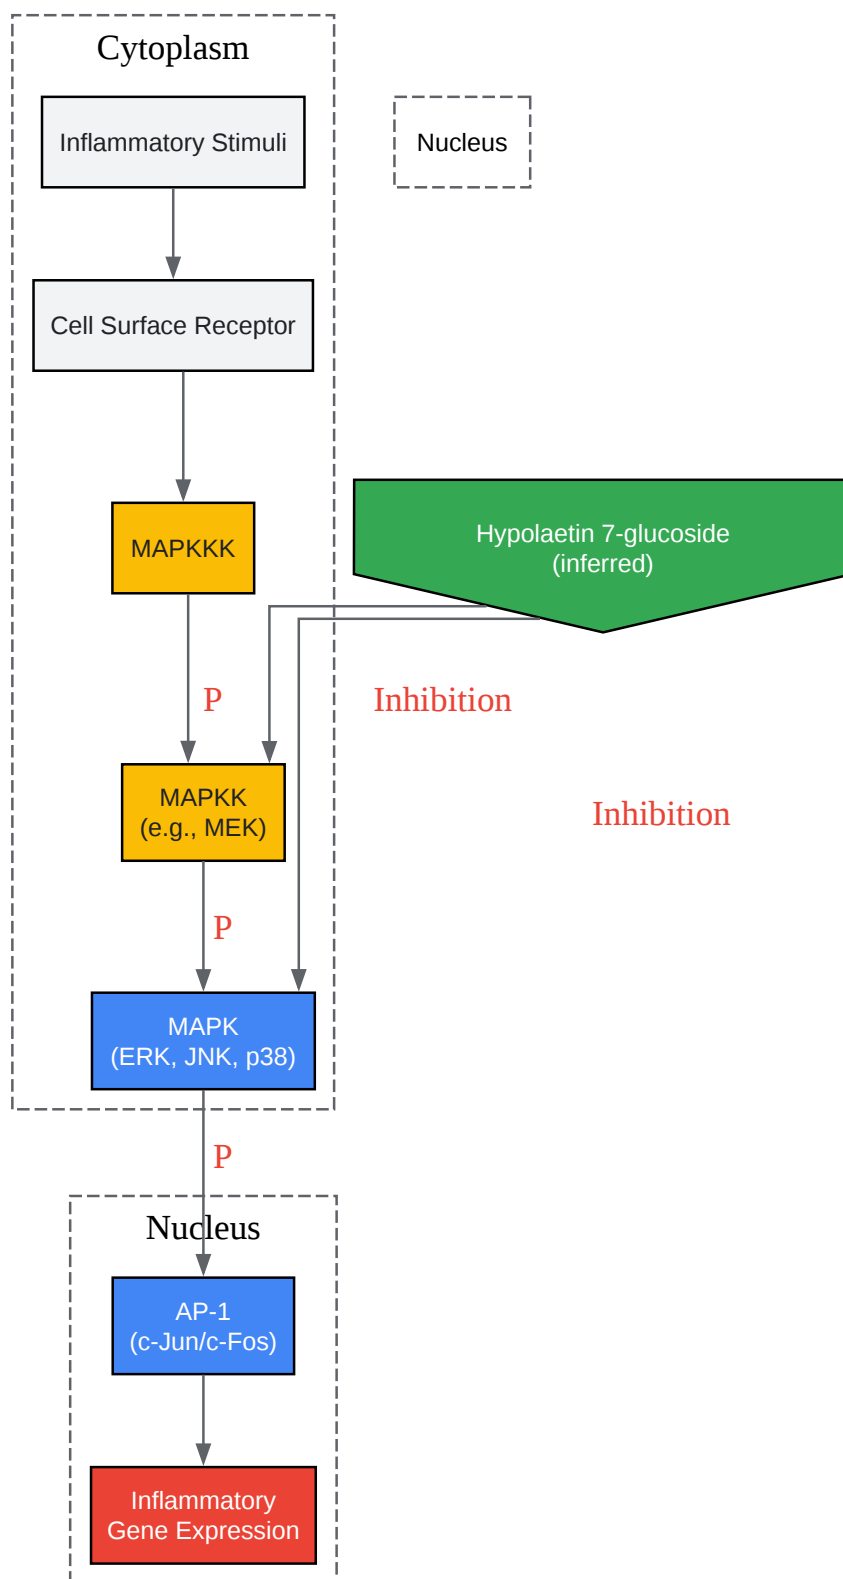 Cytoplasm
Inflammatory Stimuli
Nucleus
Cell Surface Receptor
MAPKKK
Hypolaetin 7-glucoside
(inferred)
P
Inhibition
MAPKK
(e.g., MEK)
Inhibition
P
MAPK
(ERK, JNK, p38)
P
Nucleus
AP-1
(c-Jun/c-Fos)
Inflammatory
Gene Expression